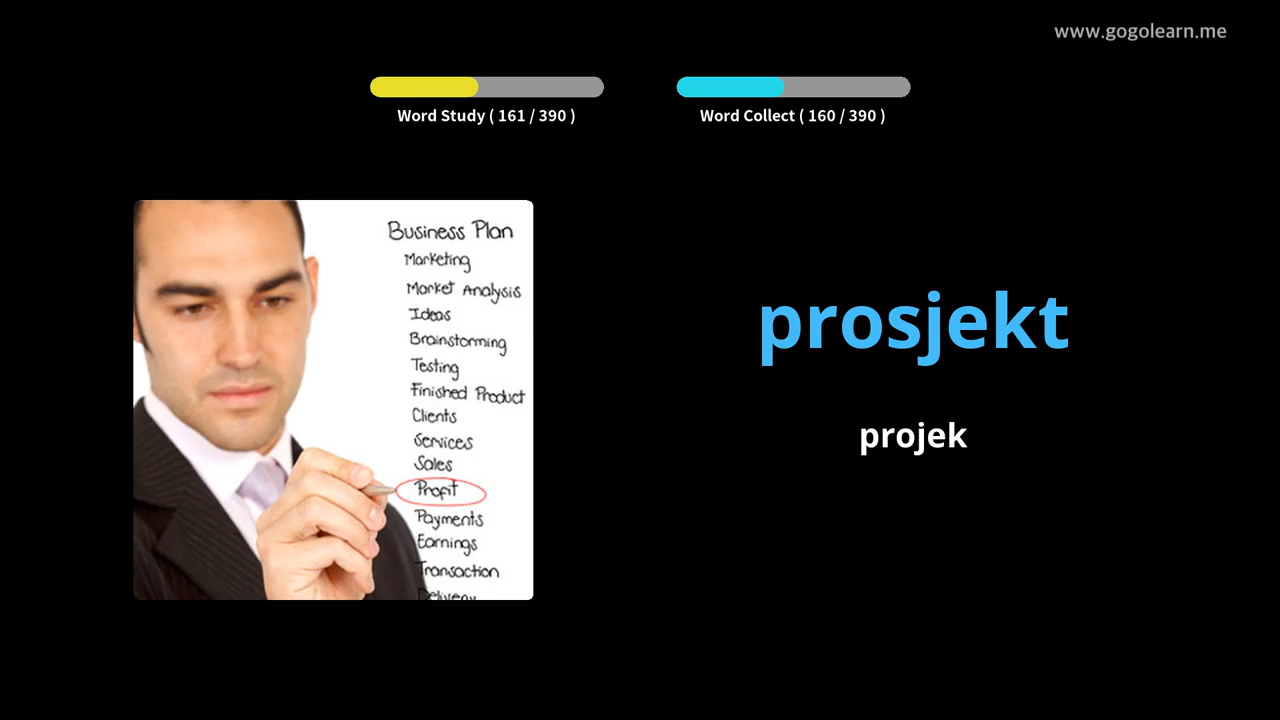 www.gogolearn.me
Word Study ( 161 / 390 )
Word Collect ( 160 / 390 )
Business Plan
Marketing
Market Analysis
Ideas
Brainstorming
Testing
Finished Product
Clients
Services
Sales
Profit
Payments
Earnings
Transaction
Delivery
prosjekt
projek